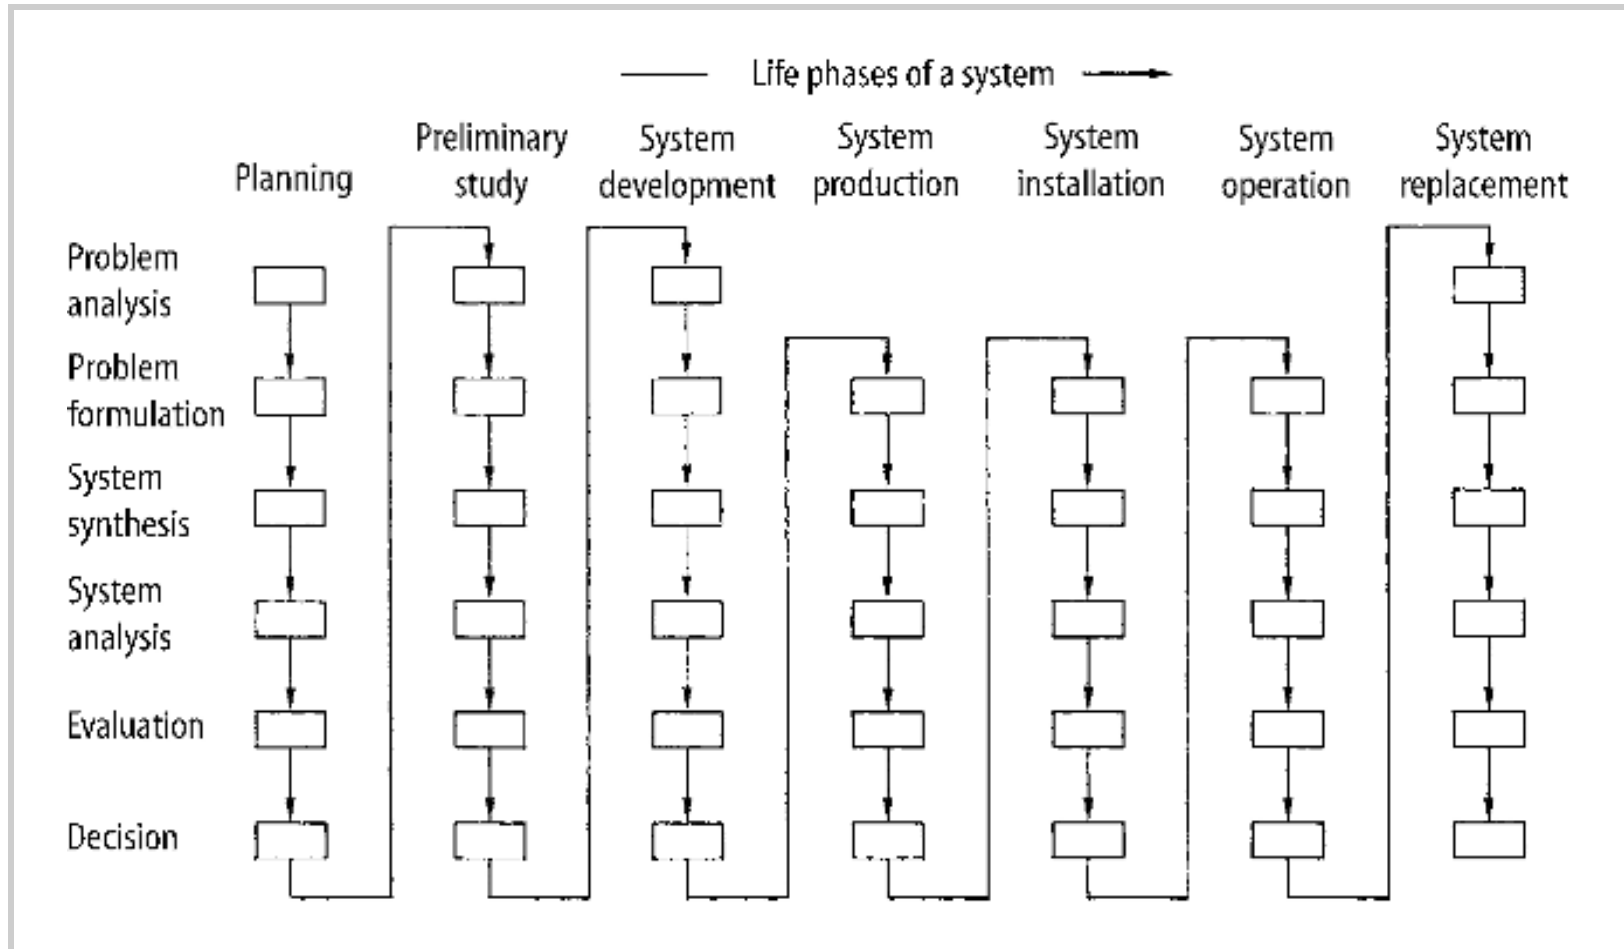 Life phases of a system
Planning
Preliminary
study
System
development
System
production
System
installation
System
operation
System
replacement
Problem
analysis
Problem
formulation
System
synthesis
System
analysis
Evaluation
Decision